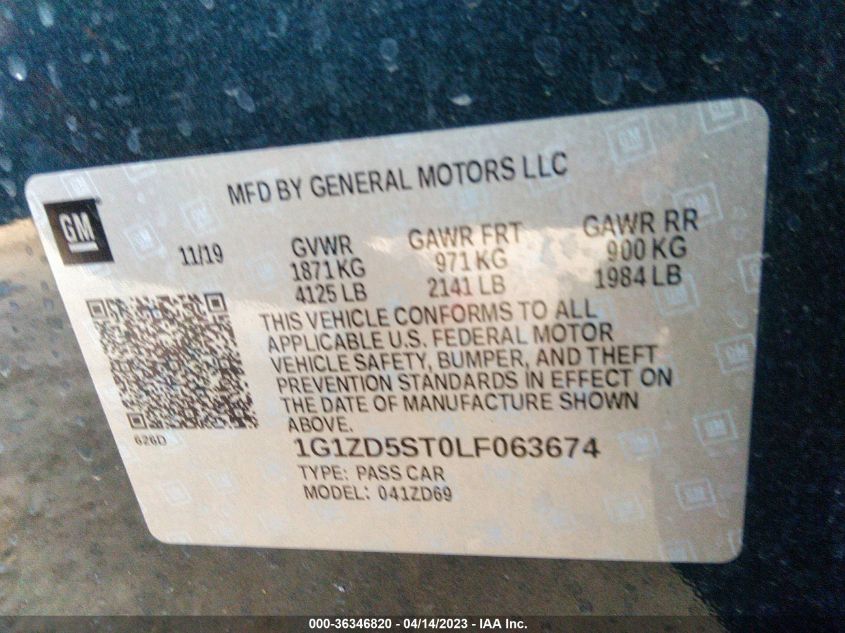 MFD BY GENERAL MOTORS LLC
GM
11/19
GVWR GAWR FRT GAWR RR
1871 KG 971 KG 900 KG
4125 LB 2141 LB 1984 LB
THIS VEHICLE CONFORMS TO ALL
APPLICABLE U.S. FEDERAL MOTOR
VEHICLE SAFETY, BUMPER, AND THEFT
PREVENTION STANDARDS IN EFFECT ON
THE DATE OF MANUFACTURE SHOWN
ABOVE.
626D
1G1ZD5ST0LF063674
TYPE: PASS CAR
MODEL: 041ZD69
000-36346820 - 04/14/2023 - IAA Inc.